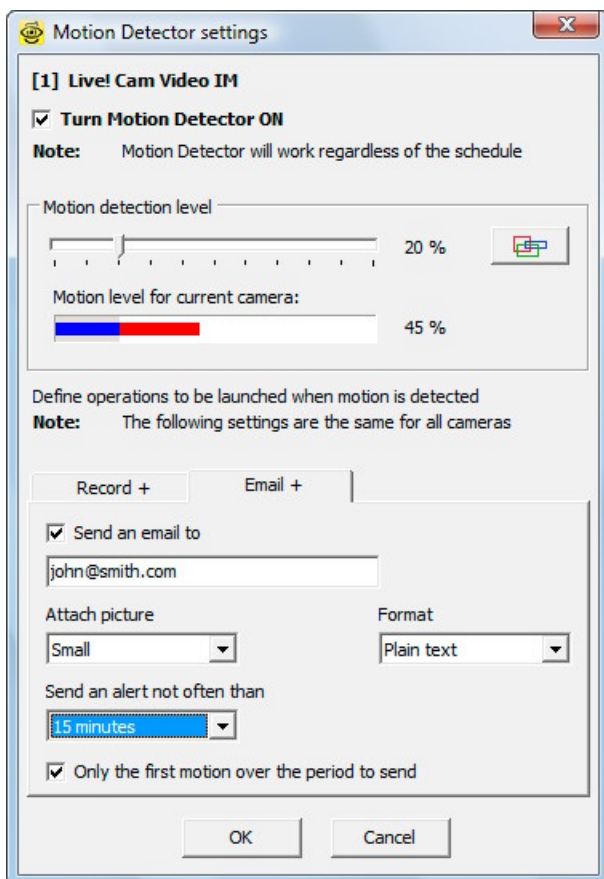 Motion Detector settings
[1] Live! Cam Video IM
Turn Motion Detector ON
Note: Motion Detector will work regardless of the schedule
Motion detection level
20 %
Motion level for current camera:
45 %
Define operations to be launched when motion is detected
Note: The following settings are the same for all cameras
Record + Email +
Send an email to
john@smith.com
Attach picture Format
Small Plain text
Send an alert not often than
15 minutes
Only the first motion over the period to send
OK Cancel